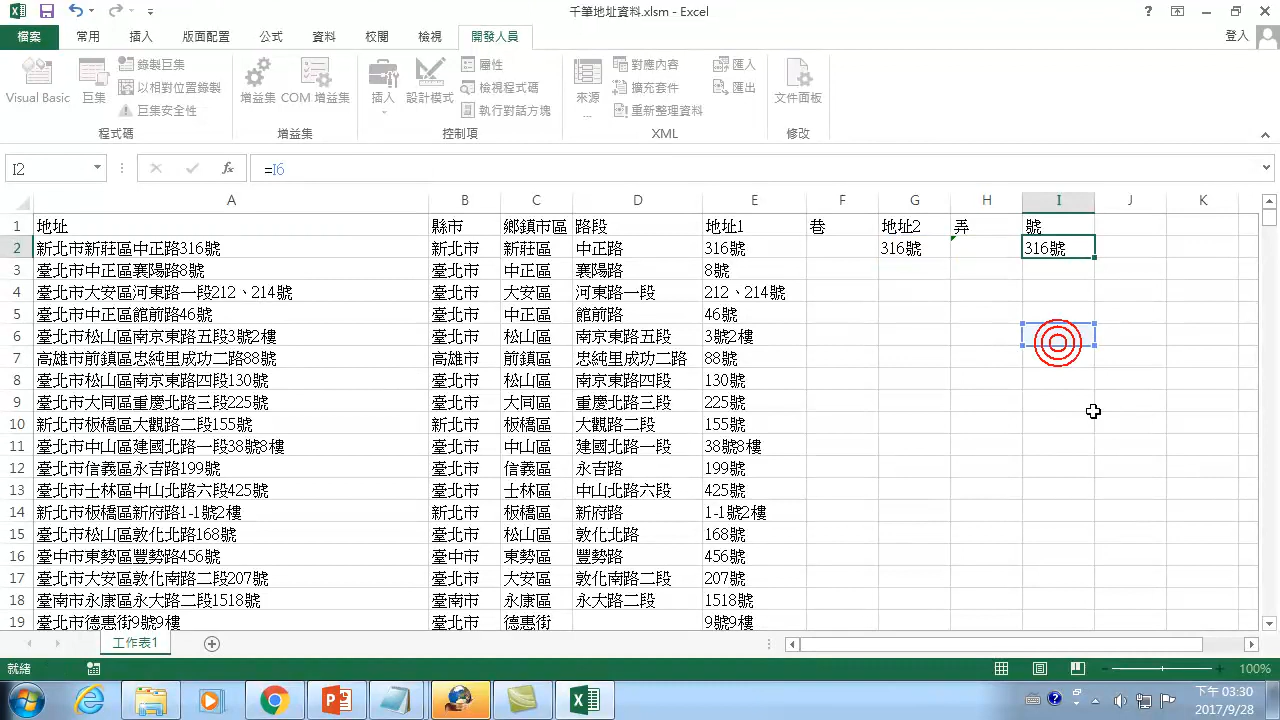 千筆地址資料.xlsm - Excel
檔案 常用 插入 版面配置 公式 資料 校閱 檢視 開發人員 登入
Visual Basic 巨集 錄製巨集 以相對位置錄製 巨集安全性 程式碼
增益集 COM 增益集 增益集
插入 設計模式 屬性 檢視程式碼 執行對話方塊 控制項
來源... 對應內容 擴充套件 重新整理資料 匯入 匯出 XML
文件面板 修改
I2 fx =I6
A B C D E F G H I J K
1 地址 縣市 鄉鎮市區 路段 地址1 巷 地址2 弄 號
2 新北市新莊區中正路316號 新北市 新莊區 中正路 316號 316號 316號
3 臺北市中正區襄陽路8號 臺北市 中正區 襄陽路 8號
4 臺北市大安區河東路一段212、214號 臺北市 大安區 河東路一段 212、214號
5 臺北市中正區館前路46號 臺北市 中正區 館前路 46號
6 臺北市松山區南京東路五段3號2樓 臺北市 松山區 南京東路五段 3號2樓
7 高雄市前鎮區忠純里成功二路88號 高雄市 前鎮區 忠純里成功二路 88號
8 臺北市松山區南京東路四段130號 臺北市 松山區 南京東路四段 130號
9 臺北市大同區重慶北路三段225號 臺北市 大同區 重慶北路三段 225號
10 新北市板橋區大觀路二段155號 新北市 板橋區 大觀路二段 155號
11 臺北市中山區建國北路一段38號8樓 臺北市 中山區 建國北路一段 38號8樓
12 臺北市信義區永吉路199號 臺北市 信義區 永吉路 199號
13 臺北市士林區中山北路六段425號 臺北市 士林區 中山北路六段 425號
14 新北市板橋區新府路1-1號2樓 新北市 板橋區 新府路 1-1號2樓
15 臺北市松山區敦化北路168號 臺北市 松山區 敦化北路 168號
16 臺中市東勢區豐勢路456號 臺中市 東勢區 豐勢路 456號
17 臺北市大安區敦化南路二段207號 臺北市 大安區 敦化南路二段 207號
18 臺南市永康區永大路二段1518號 臺南市 永康區 永大路二段 1518號
19 臺北市德惠街9號9樓 臺北市 德惠街 9號9樓
工作表1
就緒 100%
下午 03:30
2017/9/28